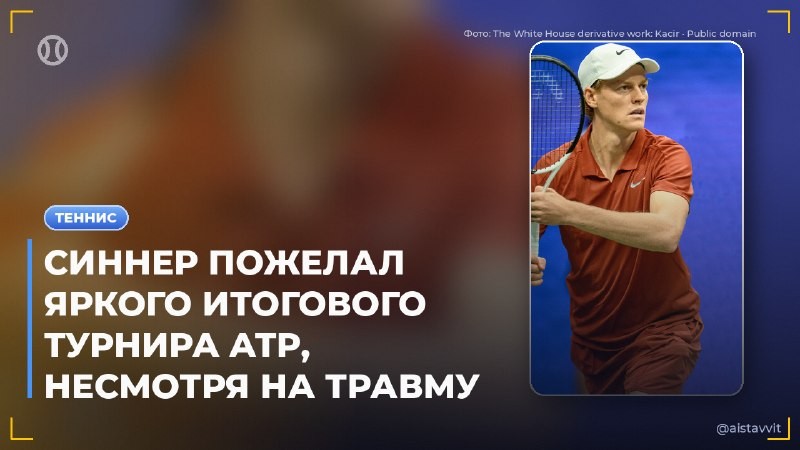 Фото: The White House derivative work: Kacir - Public domain
ТЕННИС
СИННЕР ПОЖЕЛАЛ
ЯРКОГО ИТОГОВОГО
ТУРНИРА ATP,
НЕСМОТРЯ НА ТРАВМУ
@aistavvit